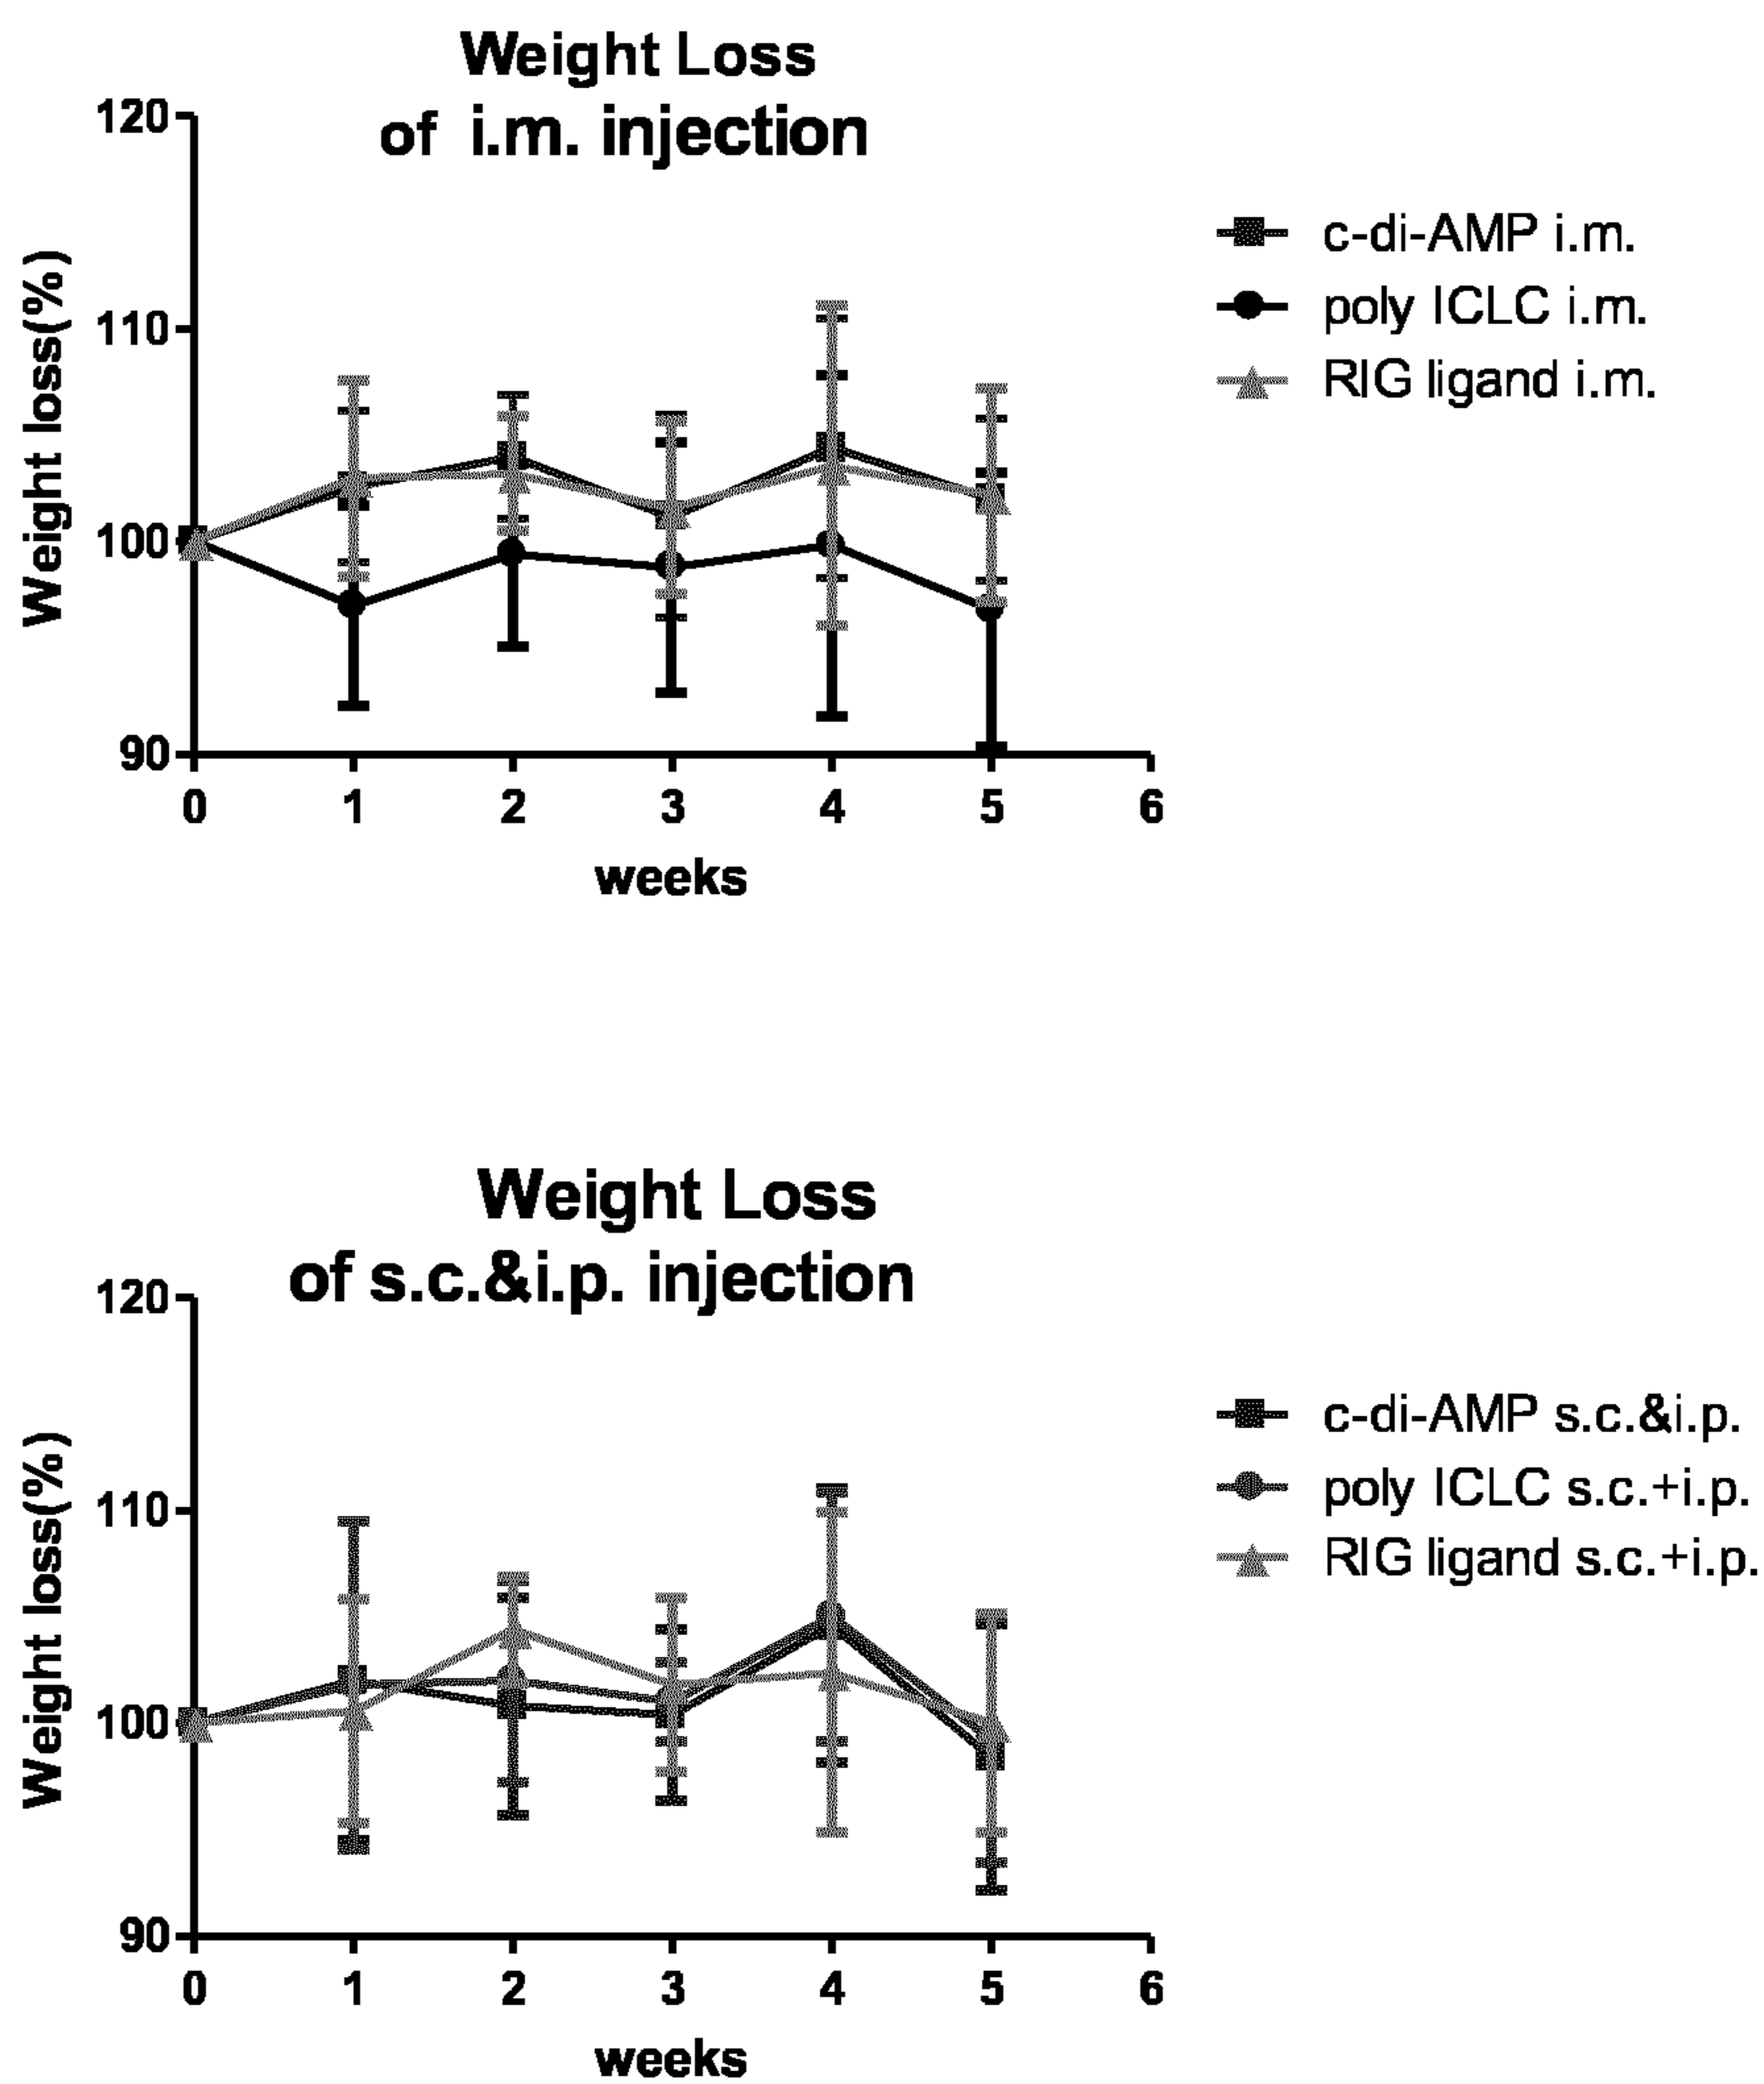 Weight Loss
of i.m. injection
120
110
100
90
Weight loss(%)
0 1 2 3 4 5 6
weeks
c-di-AMP i.m.
poly ICLC i.m.
RIG ligand i.m.
Weight Loss
of s.c.&i.p. injection
120
110
100
90
Weight loss(%)
0 1 2 3 4 5 6
weeks
c-di-AMP s.c.&i.p.
poly ICLC s.c.+i.p.
RIG ligand s.c.+i.p.